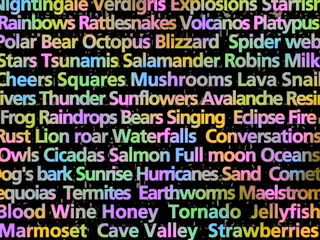 Nightingale Verdigris Explosions Starfish
Rainbows Rattlesnakes Volcanos Platypus
Polar Bear Octopus Blizzard Spider web
Stars Tsunamis Salamander Robins Milk
Cheers Squares Mushrooms Lava Snail
ivers Thunder Sunflowers Avalanche Resi
Frog Raindrops Bears Singing Eclipse Fire
Rust Lion roar Waterfalls Conversations
Owls Cicadas Salmon Full moon Oceans
Dog's bark Sunrise Hurricanes Sand Comet
equoias Termites Earthworms Maelstrom
Blood Wine Honey Tornado Jellyfish
Marmoset Cave Valley Strawberries